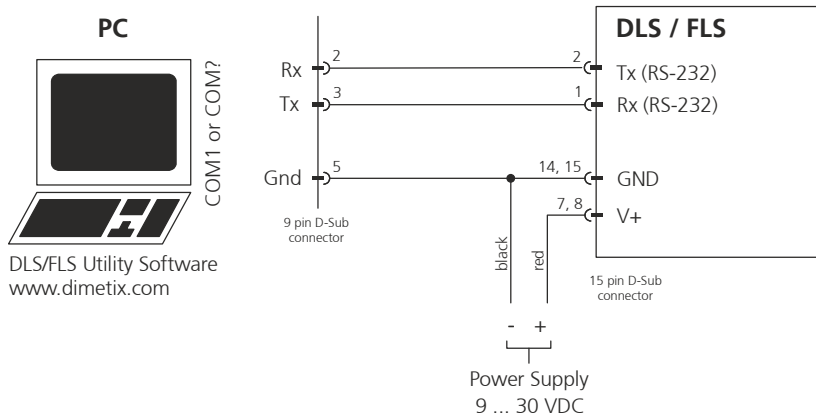 PC
COM1 or COM?
DLS/FLS Utility Software
www.dimetix.com
Rx
2
Tx
3
Gnd
5
9 pin D-Sub
connector
DLS / FLS
2
Tx (RS-232)
1
Rx (RS-232)
14, 15
GND
7, 8
V+
15 pin D-Sub
connector
black
red
- +
Power Supply
9 ... 30 VDC